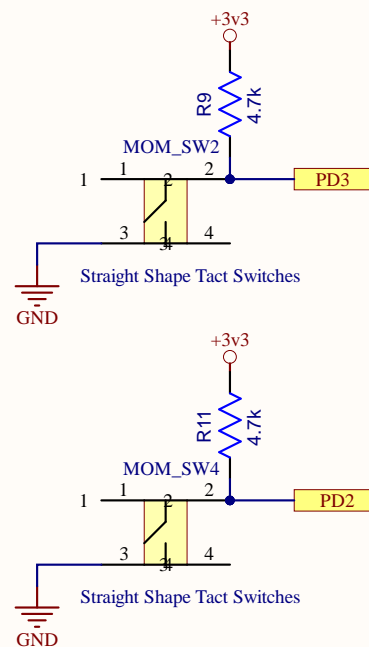 +3v3
R9
4.7k
MOM_SW2
1
1
2
2
PD3
3
3
4
4
Straight Shape Tact Switches
GND
+3v3
R11
4.7k
MOM_SW4
1
1
2
2
PD2
3
3
4
4
Straight Shape Tact Switches
GND